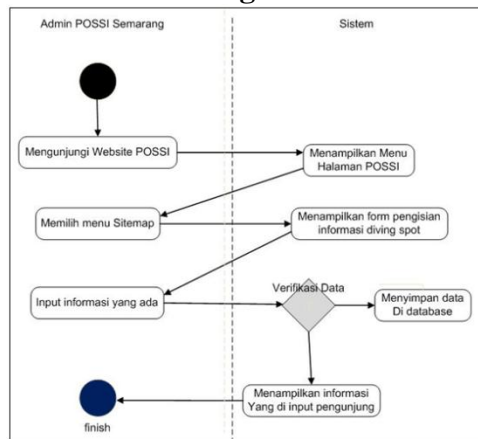 Admin POSSI Semarang
Sistem
Mengunjungi Website POSSI
Menampilkan Menu
Halaman POSSI
Memilih menu Sitemap
Menampilkan form pengisian
informasi diving spot
Input informasi yang ada
Verifikasi Data
Menyimpan data
Di database
Menampilkan informasi
Yang di input pengunjung
finish